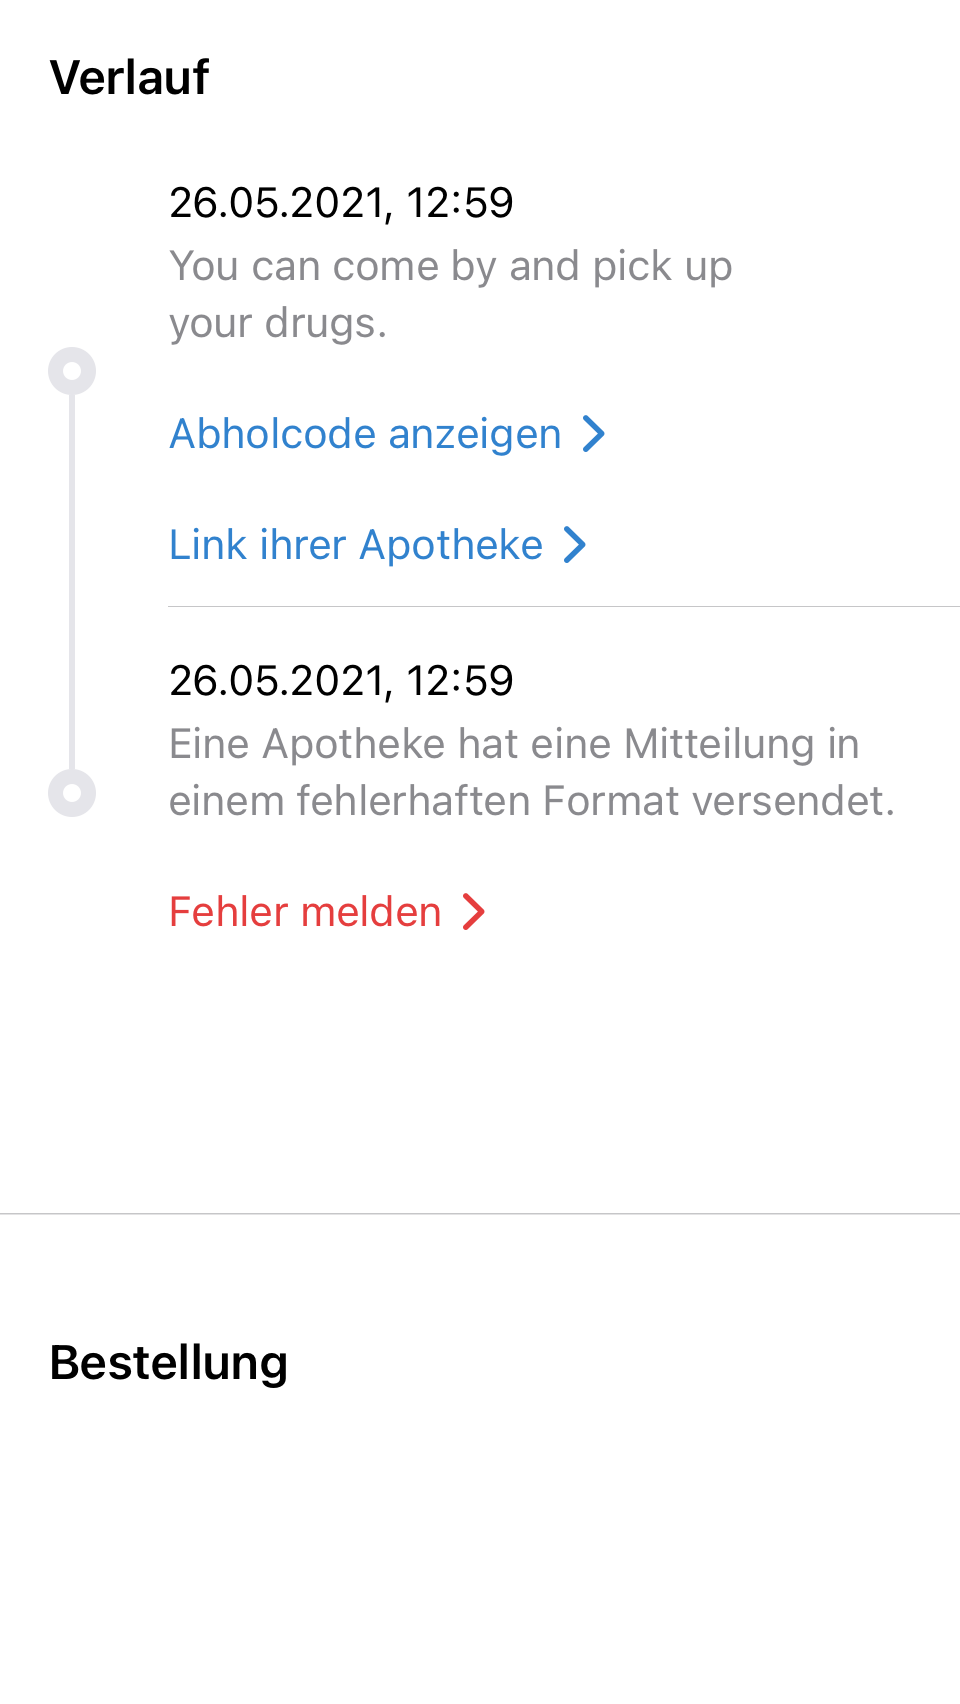 Verlauf
26.05.2021, 12:59
You can come by and pick up
your drugs.
Abholcode anzeigen
Link ihrer Apotheke
26.05.2021, 12:59
Eine Apotheke hat eine Mitteilung in
einem fehlerhaften Format versendet.
Fehler melden
Bestellung